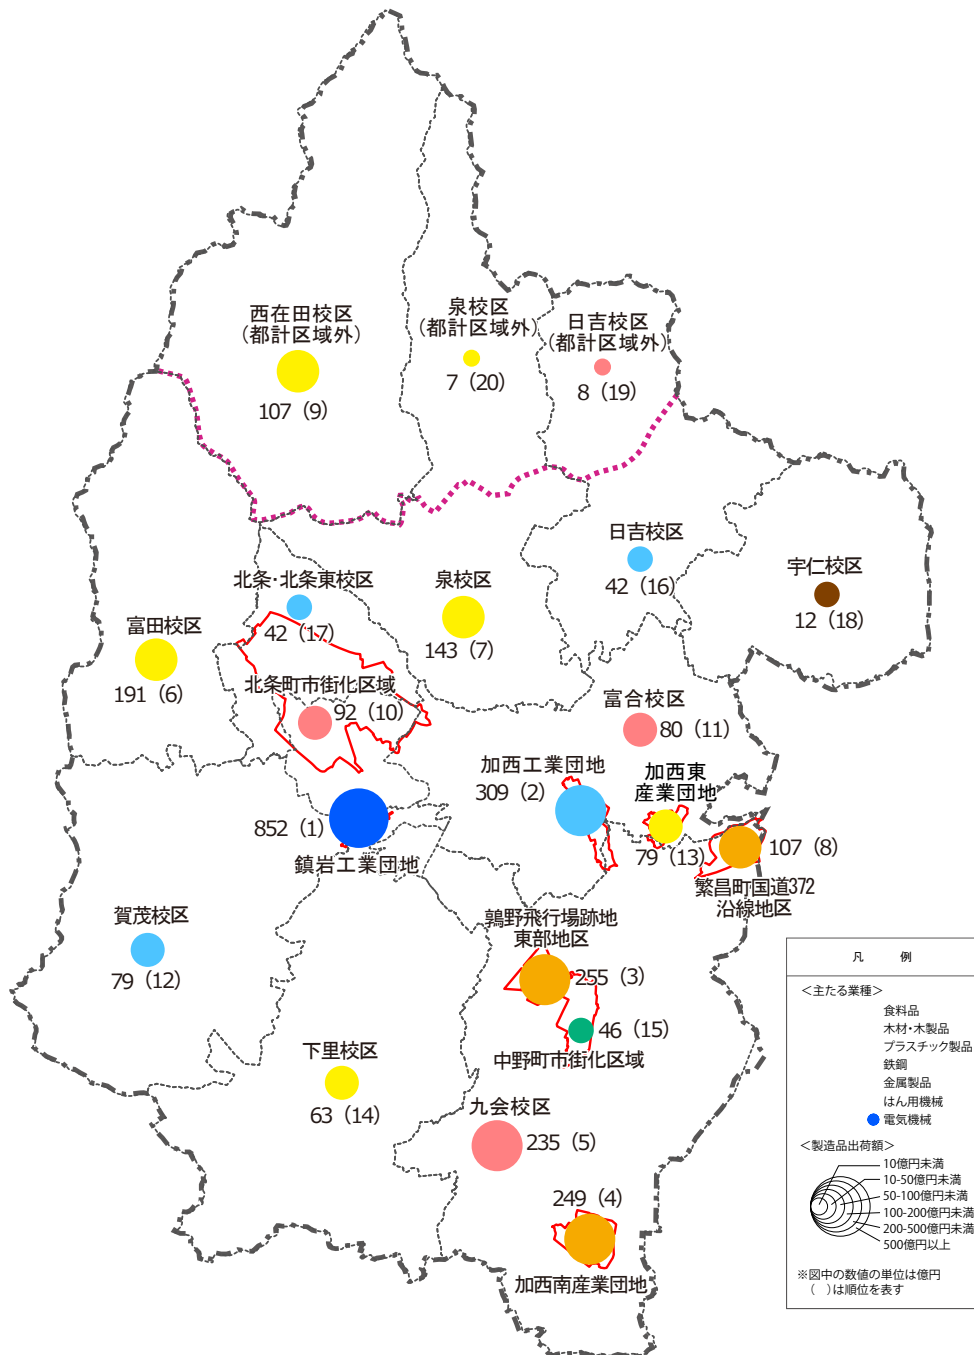 西在田校区
(都計区域外)
107 (9)
泉校区
(都計区域外)
7 (20)
日吉校区
(都計区域外)
8 (19)
日吉校区
42 (16)
宇仁校区
12 (18)
北条・北条東校区
42 (17)
泉校区
143 (7)
富田校区
191 (6)
北条町市街化区域
92 (10)
富合校区
80 (11)
加西工業団地
309 (2)
加西東
産業団地
79 (13)
852 (1)
鎮岩工業団地
107 (8)
繁昌町国道372
沿線地区
賀茂校区
79 (12)
鶉野飛行場跡地
東部地区
255 (3)
46 (15)
中野町市街化区域
下里校区
63 (14)
九会校区
235 (5)
249 (4)
加西南産業団地
凡 例
<主たる業種>
食料品
木材・木製品
プラスチック製品
鉄鋼
金属製品
はん用機械
電気機械
<製造品出荷額>
10億円未満
10-50億円未満
50-100億円未満
100-200億円未満
200-500億円未満
500億円以上
※図中の数値の単位は億円
( )は順位を表す